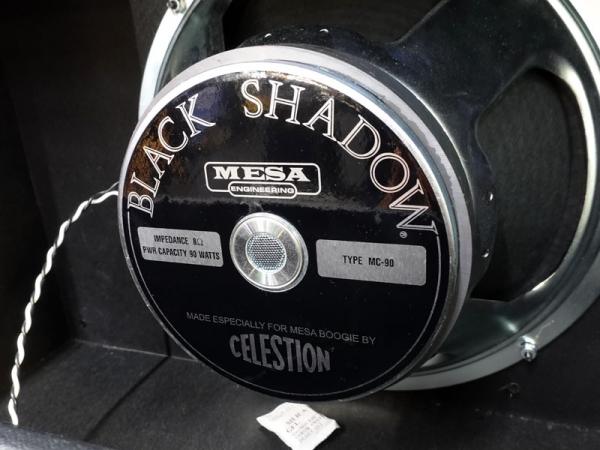 BLACK SHADOW®
MESA
ENGINEERING
IMPEDANCE 8Ω
PWR CAPACITY 90 WATTS
TYPE MC-90
MADE ESPECIALLY FOR MESA BOOGIE BY
CELESTION